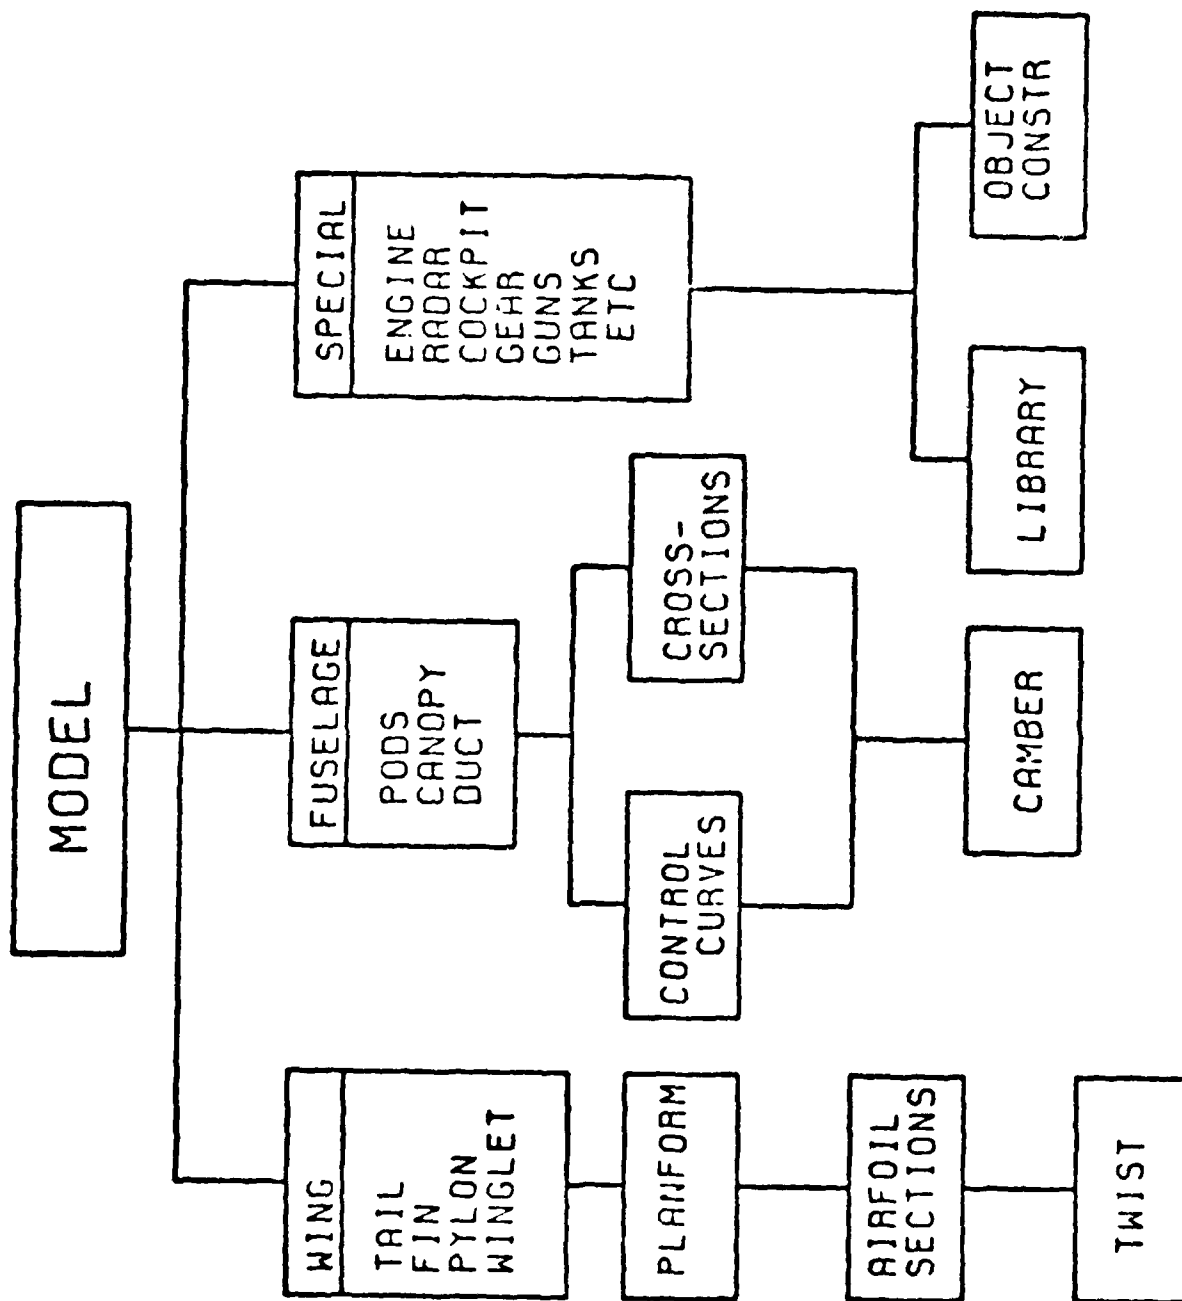 MODEL
WING
TAIL
FIN
PYLON
WINGLET
PLANFORM
AIRFOIL
SECTIONS
TWIST
FUSELAGE
PODS
CANOPY
DUCT
CONTROL
CURVES
CROSS-
SECTIONS
CAMBER
SPECIAL
ENGINE
RADAR
COCKPIT
GEAR
GUNS
TANKS
ETC
LIBRARY
OBJECT
CONSTR